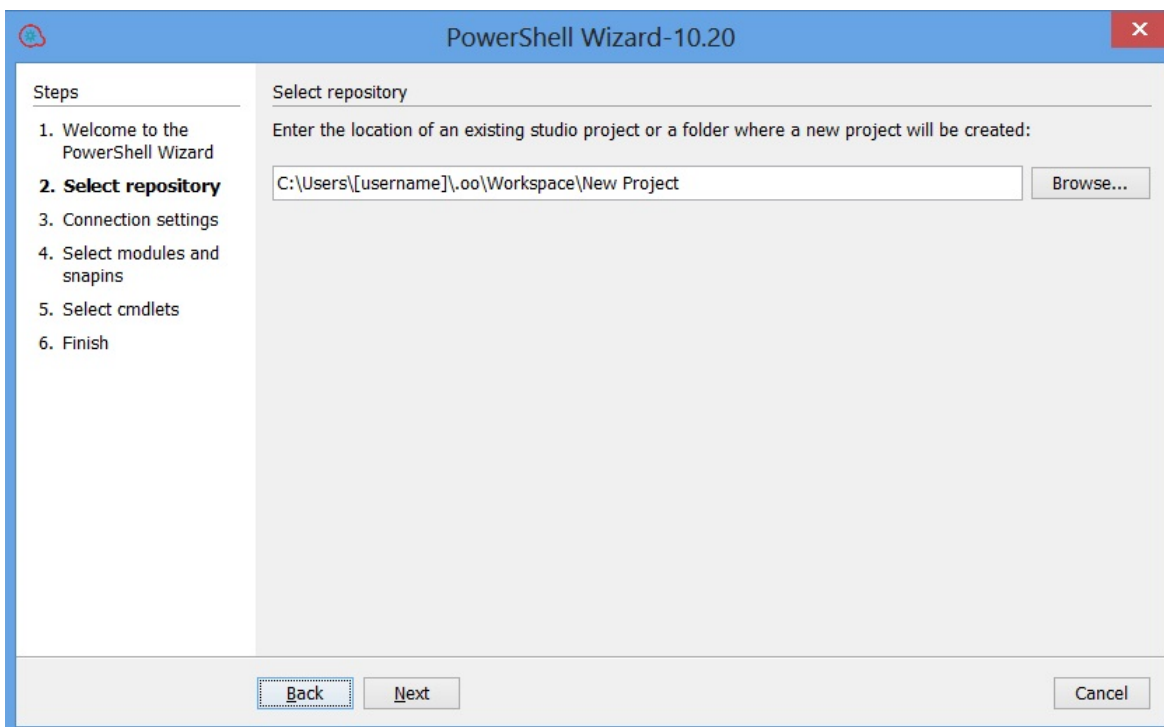 PowerShell Wizard-10.20
Steps
1. Welcome to the
PowerShell Wizard
2. Select repository
3. Connection settings
4. Select modules and
snapins
5. Select cmdlets
6. Finish
Select repository
Enter the location of an existing studio project or a folder where a new project will be created:
C:\Users\[username]\.oo\Workspace\New Project
Browse...
Back
Next
Cancel